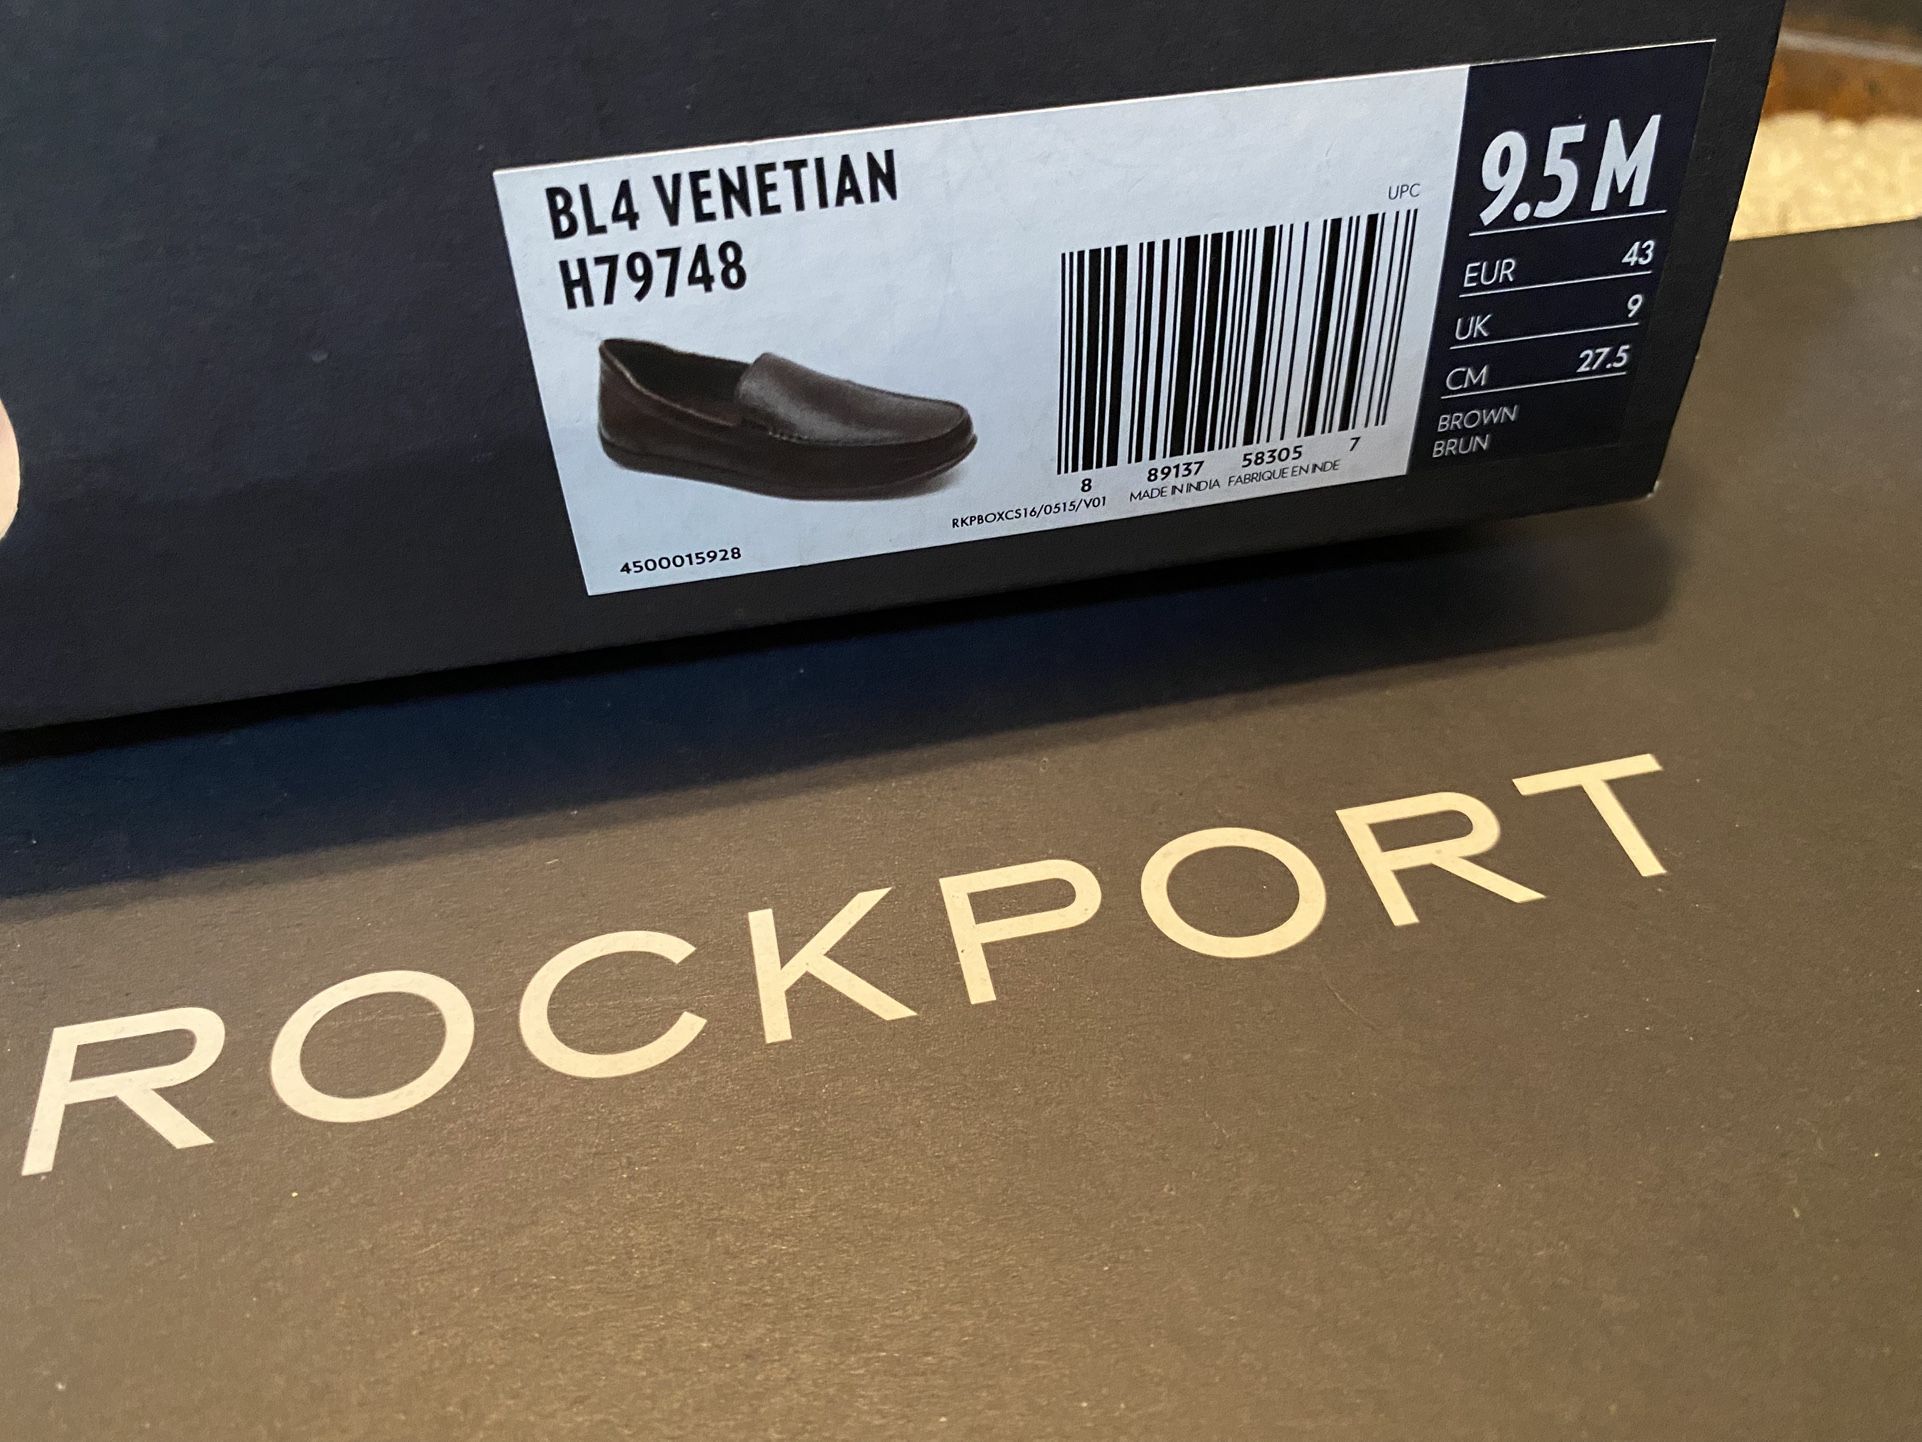 BL4 VENETIAN
H79748
UPC
8 89137 58305 7
RKPBOXCS16/0515/V01 MADE IN INDIA FABRIQUE EN INDE
4500015928
9.5 M
EUR 43
UK 9
CM 27.5
BROWN
BRUN
ROCKPORT